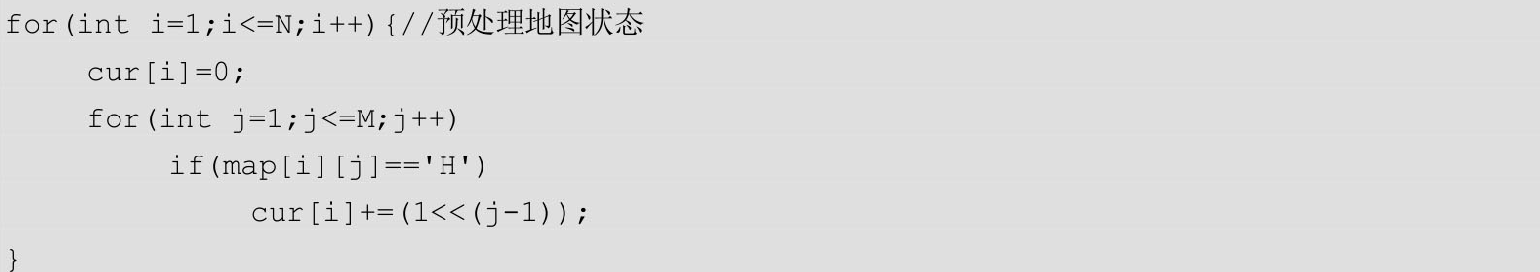 for(int i=1;i<=N;i++){//预处理地图状态
cur[i]=0;
for(int j=1;j<=M;j++)
if(map[i][j]=='H')
cur[i]+=(1<<(j-1));
}